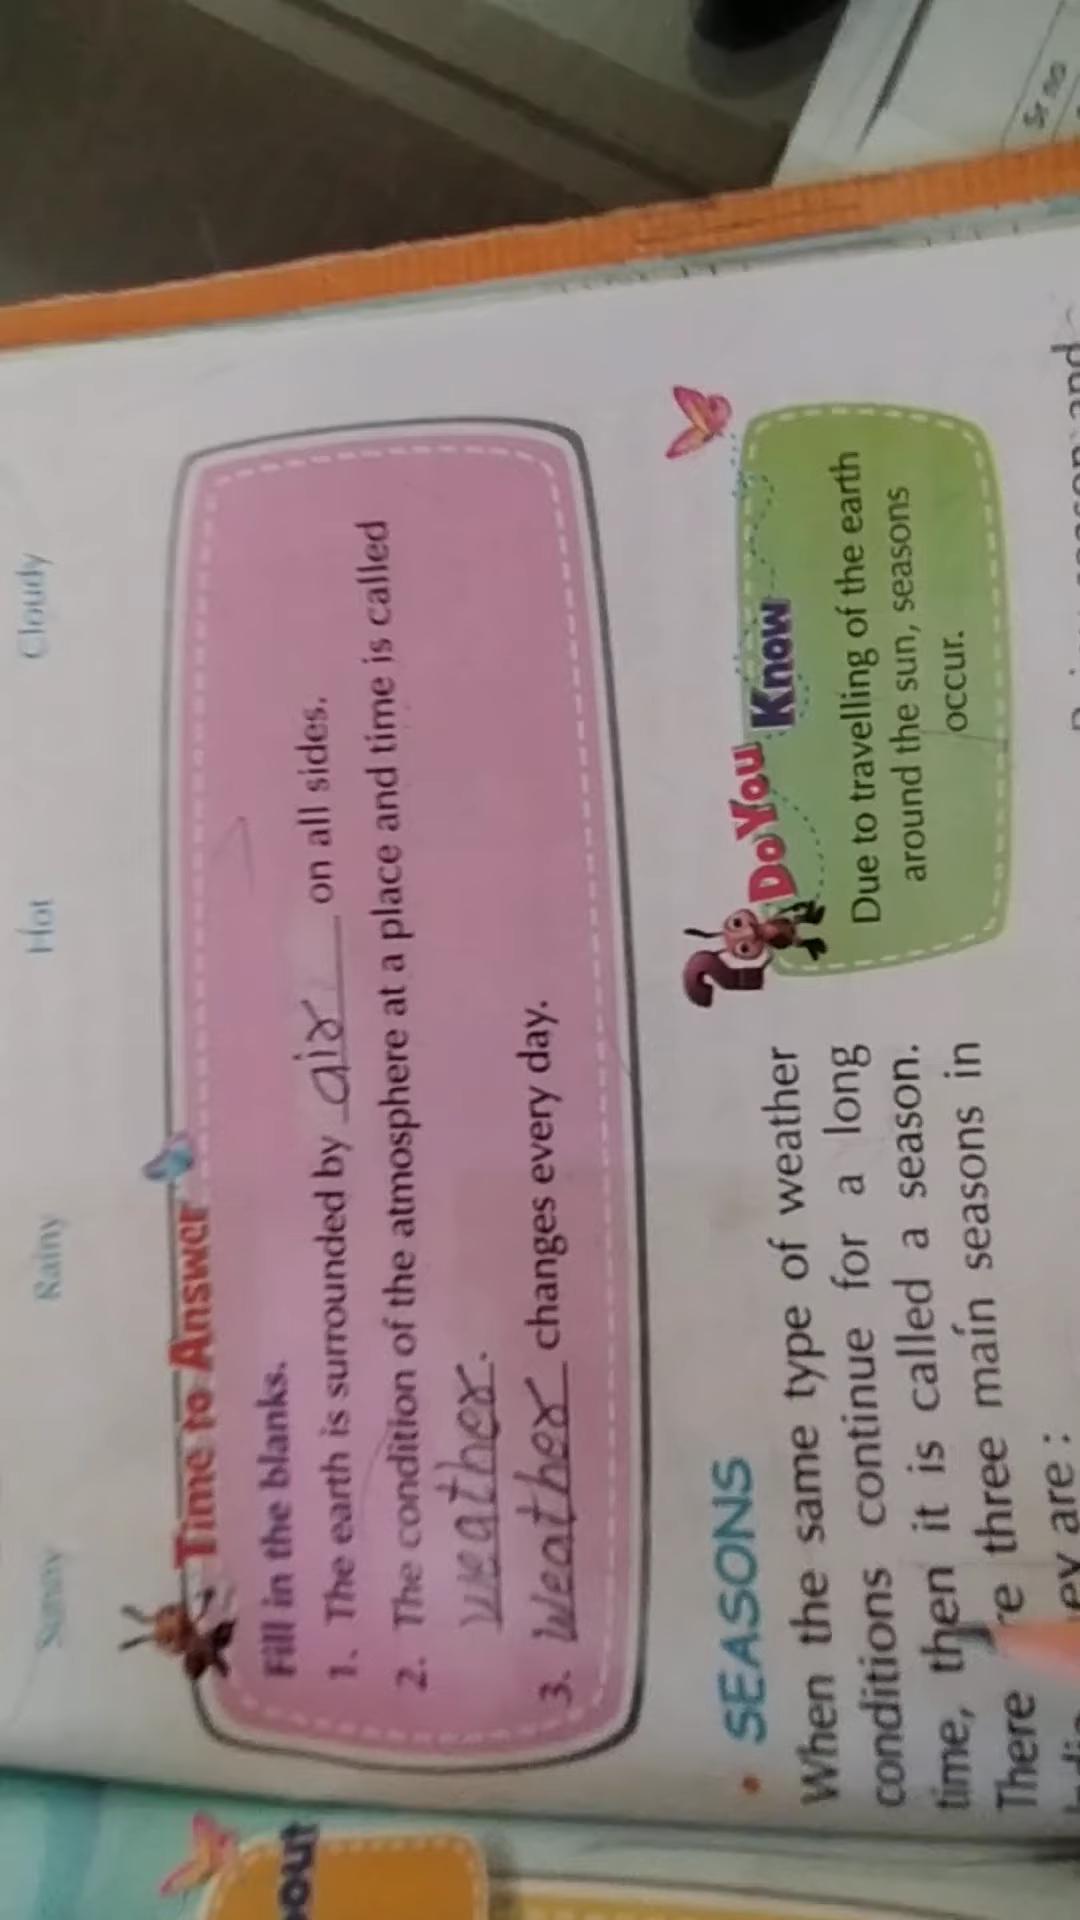 Sunny Rainy Hot Cloudy
Time to Answer
Fill in the blanks.
1. The earth is surrounded by air on all sides.
2. The condition of the atmosphere at a place and time is called
weather.
3. Weather changes every day.
SEASONS
When the same type of weather
conditions continue for a long
time, then it is called a season.
There three main seasons in
are :
Do You Know
Due to travelling of the earth
around the sun, seasons
occur.
Sr no